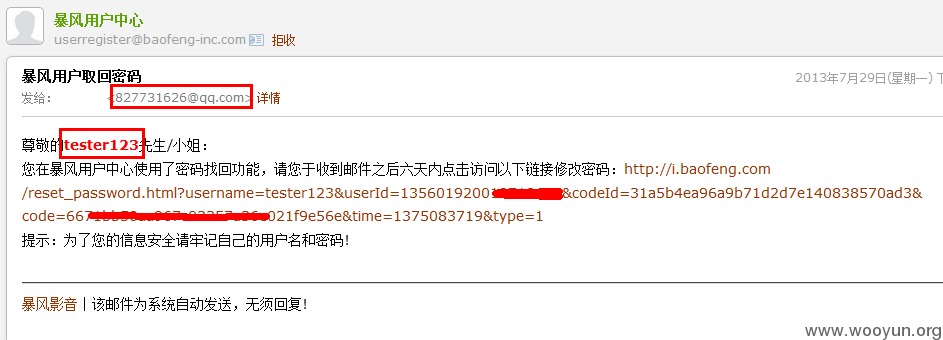 暴风用户中心
userregister@baofeng-inc.com 拒收
暴风用户取回密码
2013年7月29日(星期一) 下
发给： <827731626@qq.com> 详情
尊敬的tester123先生/小姐：
您在暴风用户中心使用了密码找回功能，请您于收到邮件之后六天内点击访问以下链接修改密码：http://i.baofeng.com
/reset_password.html?username=tester123&userId=13560192001 &codeId=31a5b4ea96a9b71d2d7e140838570ad3&
code=667 021f9e56e&time=1375083719&type=1
提示：为了您的信息安全请牢记自己的用户名和密码！
暴风影音 | 该邮件为系统自动发送，无须回复！
www.wooyun.org